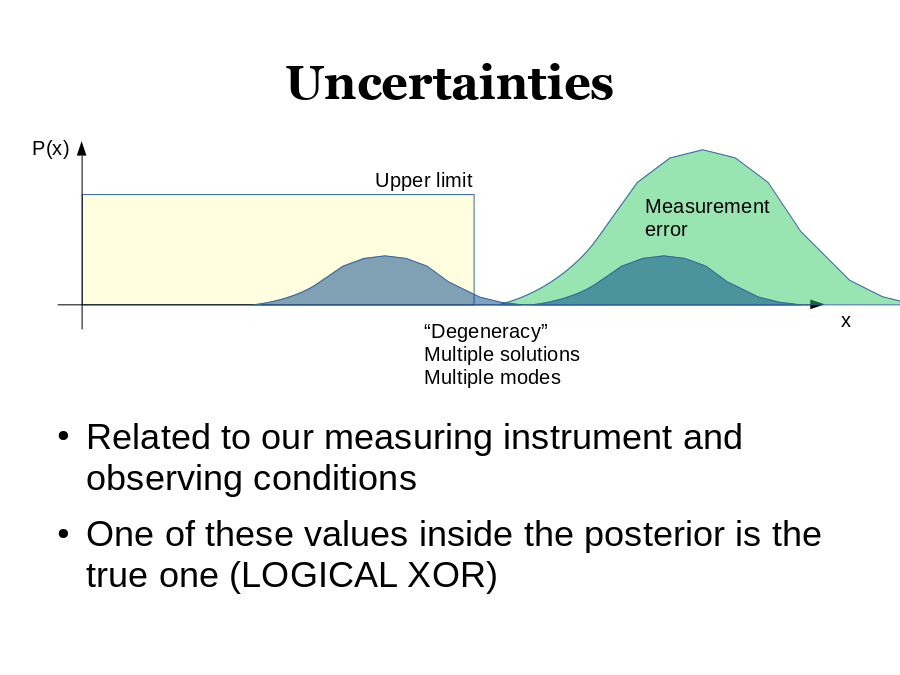 Uncertainties
P(x)
Upper limit
Measurement
error
x
“Degeneracy”
Multiple solutions
Multiple modes
• Related to our measuring instrument and
observing conditions
• One of these values inside the posterior is the
true one (LOGICAL XOR)